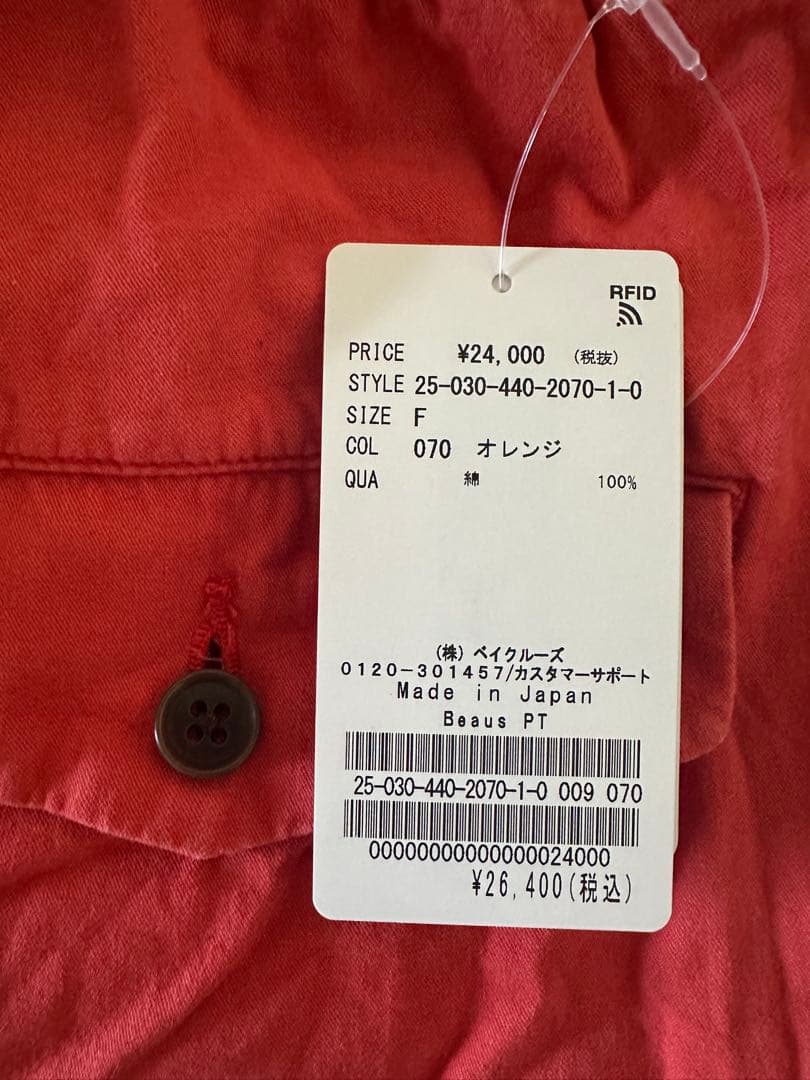 RFID
PRICE ¥24,000 (税抜)
STYLE 25-030-440-2070-1-0
SIZE F
COL 070 オレンジ
QUA 綿 100%
(株)ベイクルーズ
0120-301457/カスタマーサポート
Made in Japan
Beaus PT
25-030-440-2070-1-0 009 070
00000000000000024000
¥26,400(税込)